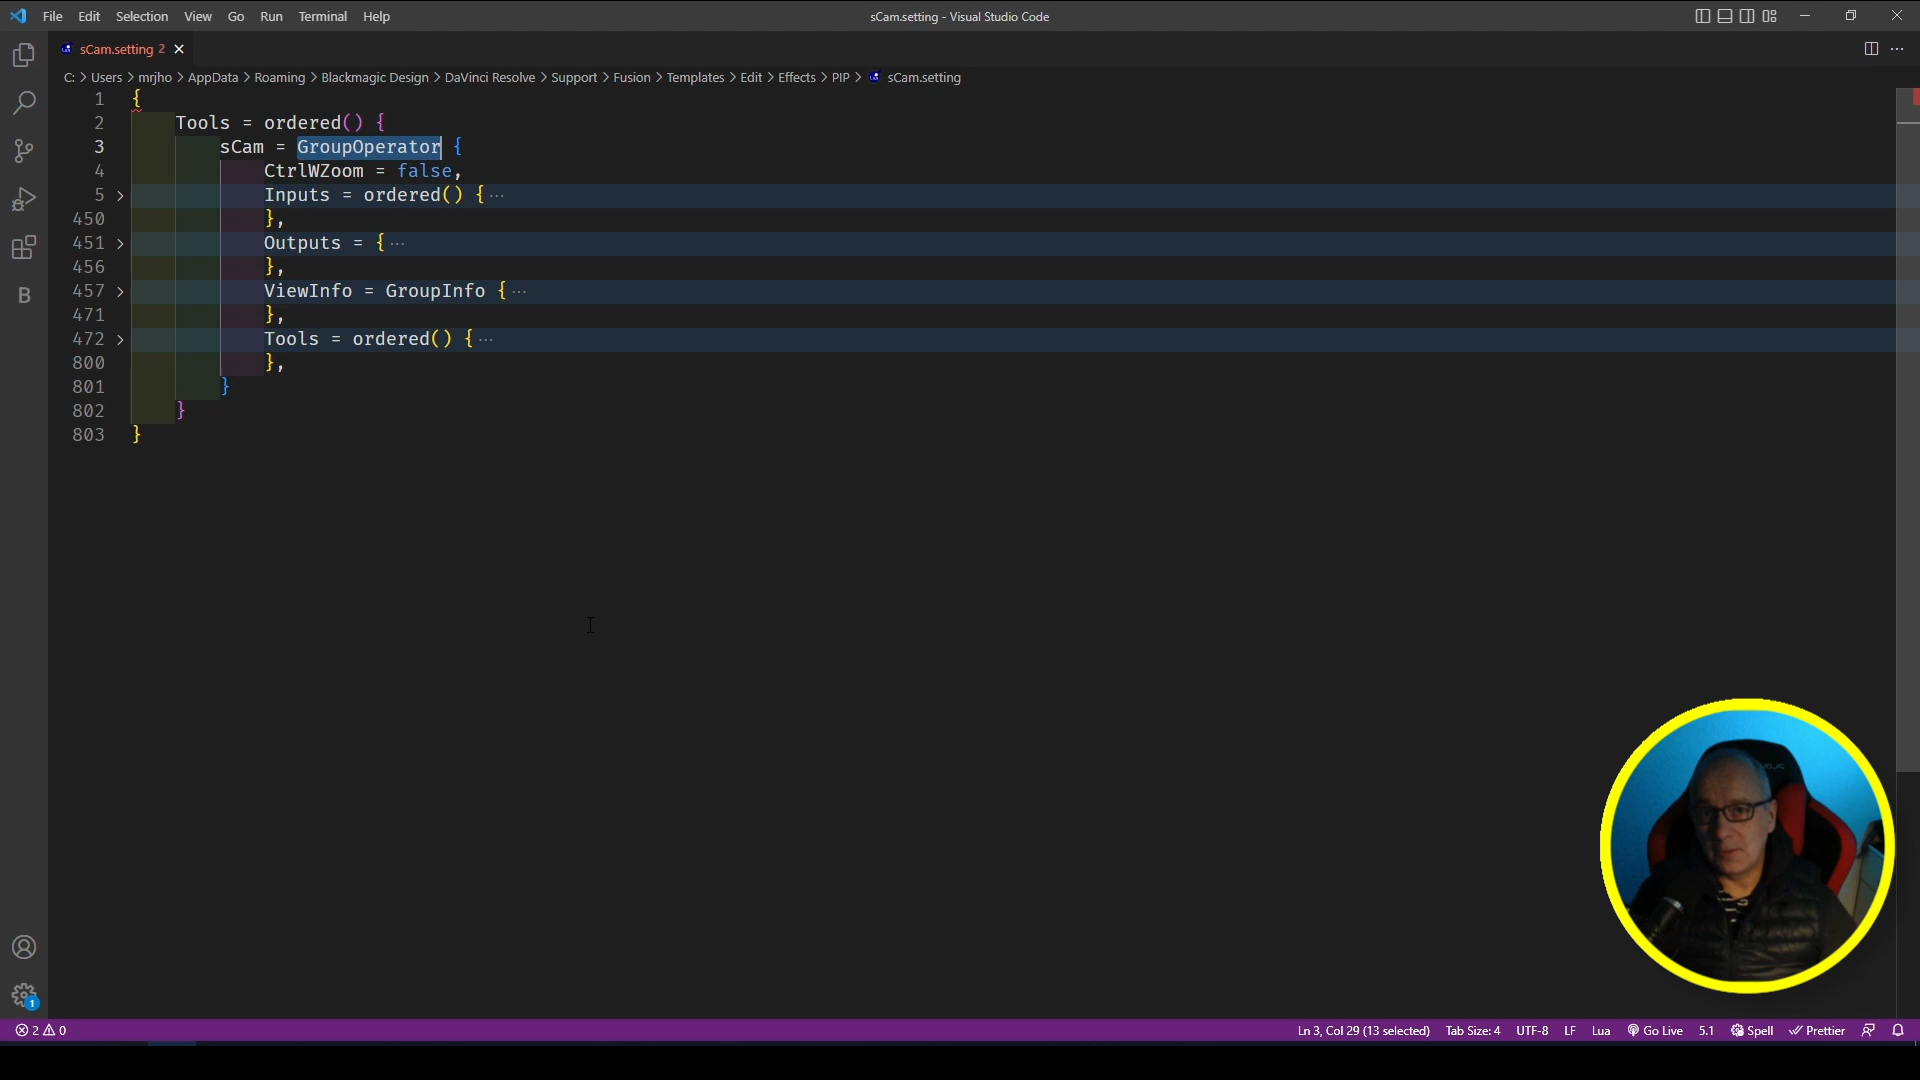 File Edit Selection View Go Run Terminal Help
sCam.setting - Visual Studio Code
sCam.setting 2
C: > Users > mrjho > AppData > Roaming > Blackmagic Design > DaVinci Resolve > Support > Fusion > Templates > Edit > Effects > PIP > sCam.setting
1 {
2 Tools = ordered() {
3 sCam = GroupOperator {
4 CtrlWZoom = false,
5 Inputs = ordered() { ···
450 },
451 Outputs = { ···
456 },
457 ViewInfo = GroupInfo { ···
471 },
472 Tools = ordered() { ···
800 },
801 }
802 }
803 }
B
1
2 0 Ln 3, Col 29 (13 selected) Tab Size: 4 UTF-8 LF Lua Go Live 5.1 Spell Prettier